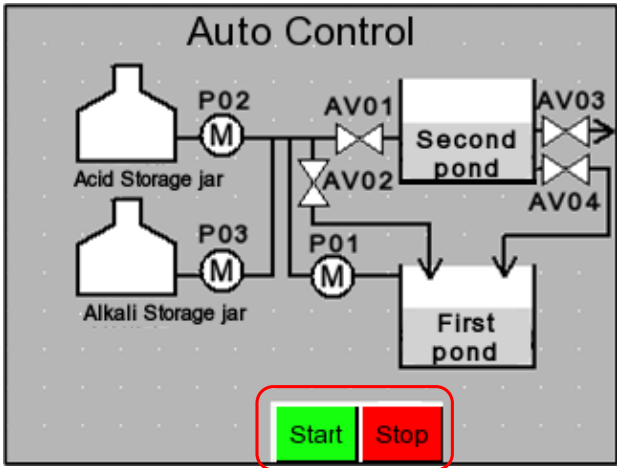 Auto Control
P02
AV01
AV03
M
Second
pond
Acid Storage jar
AV02
AV04
P03
P01
M
M
Alkali Storage jar
First
pond
Start
Stop